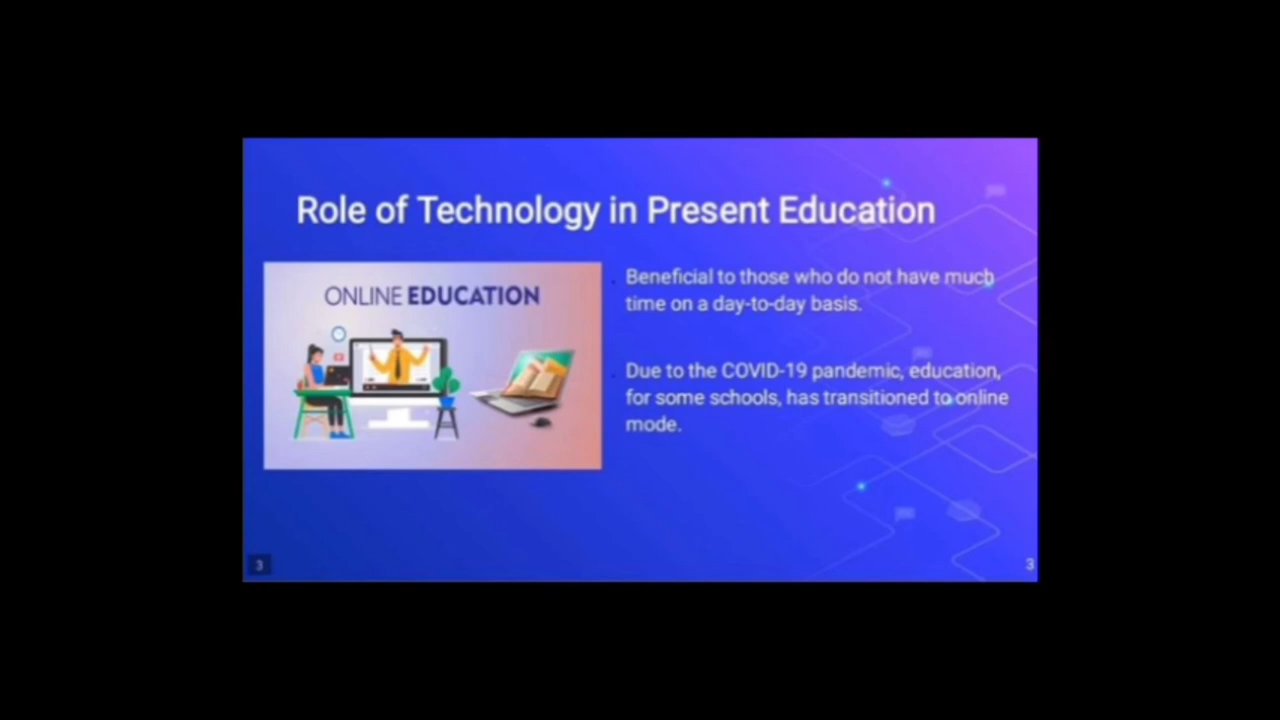 Role of Technology in Present Education
ONLINE EDUCATION
Beneficial to those who do not have much
time on a day-to-day basis.
Due to the COVID-19 pandemic, education,
for some schools, has transitioned to online
mode.
3
3